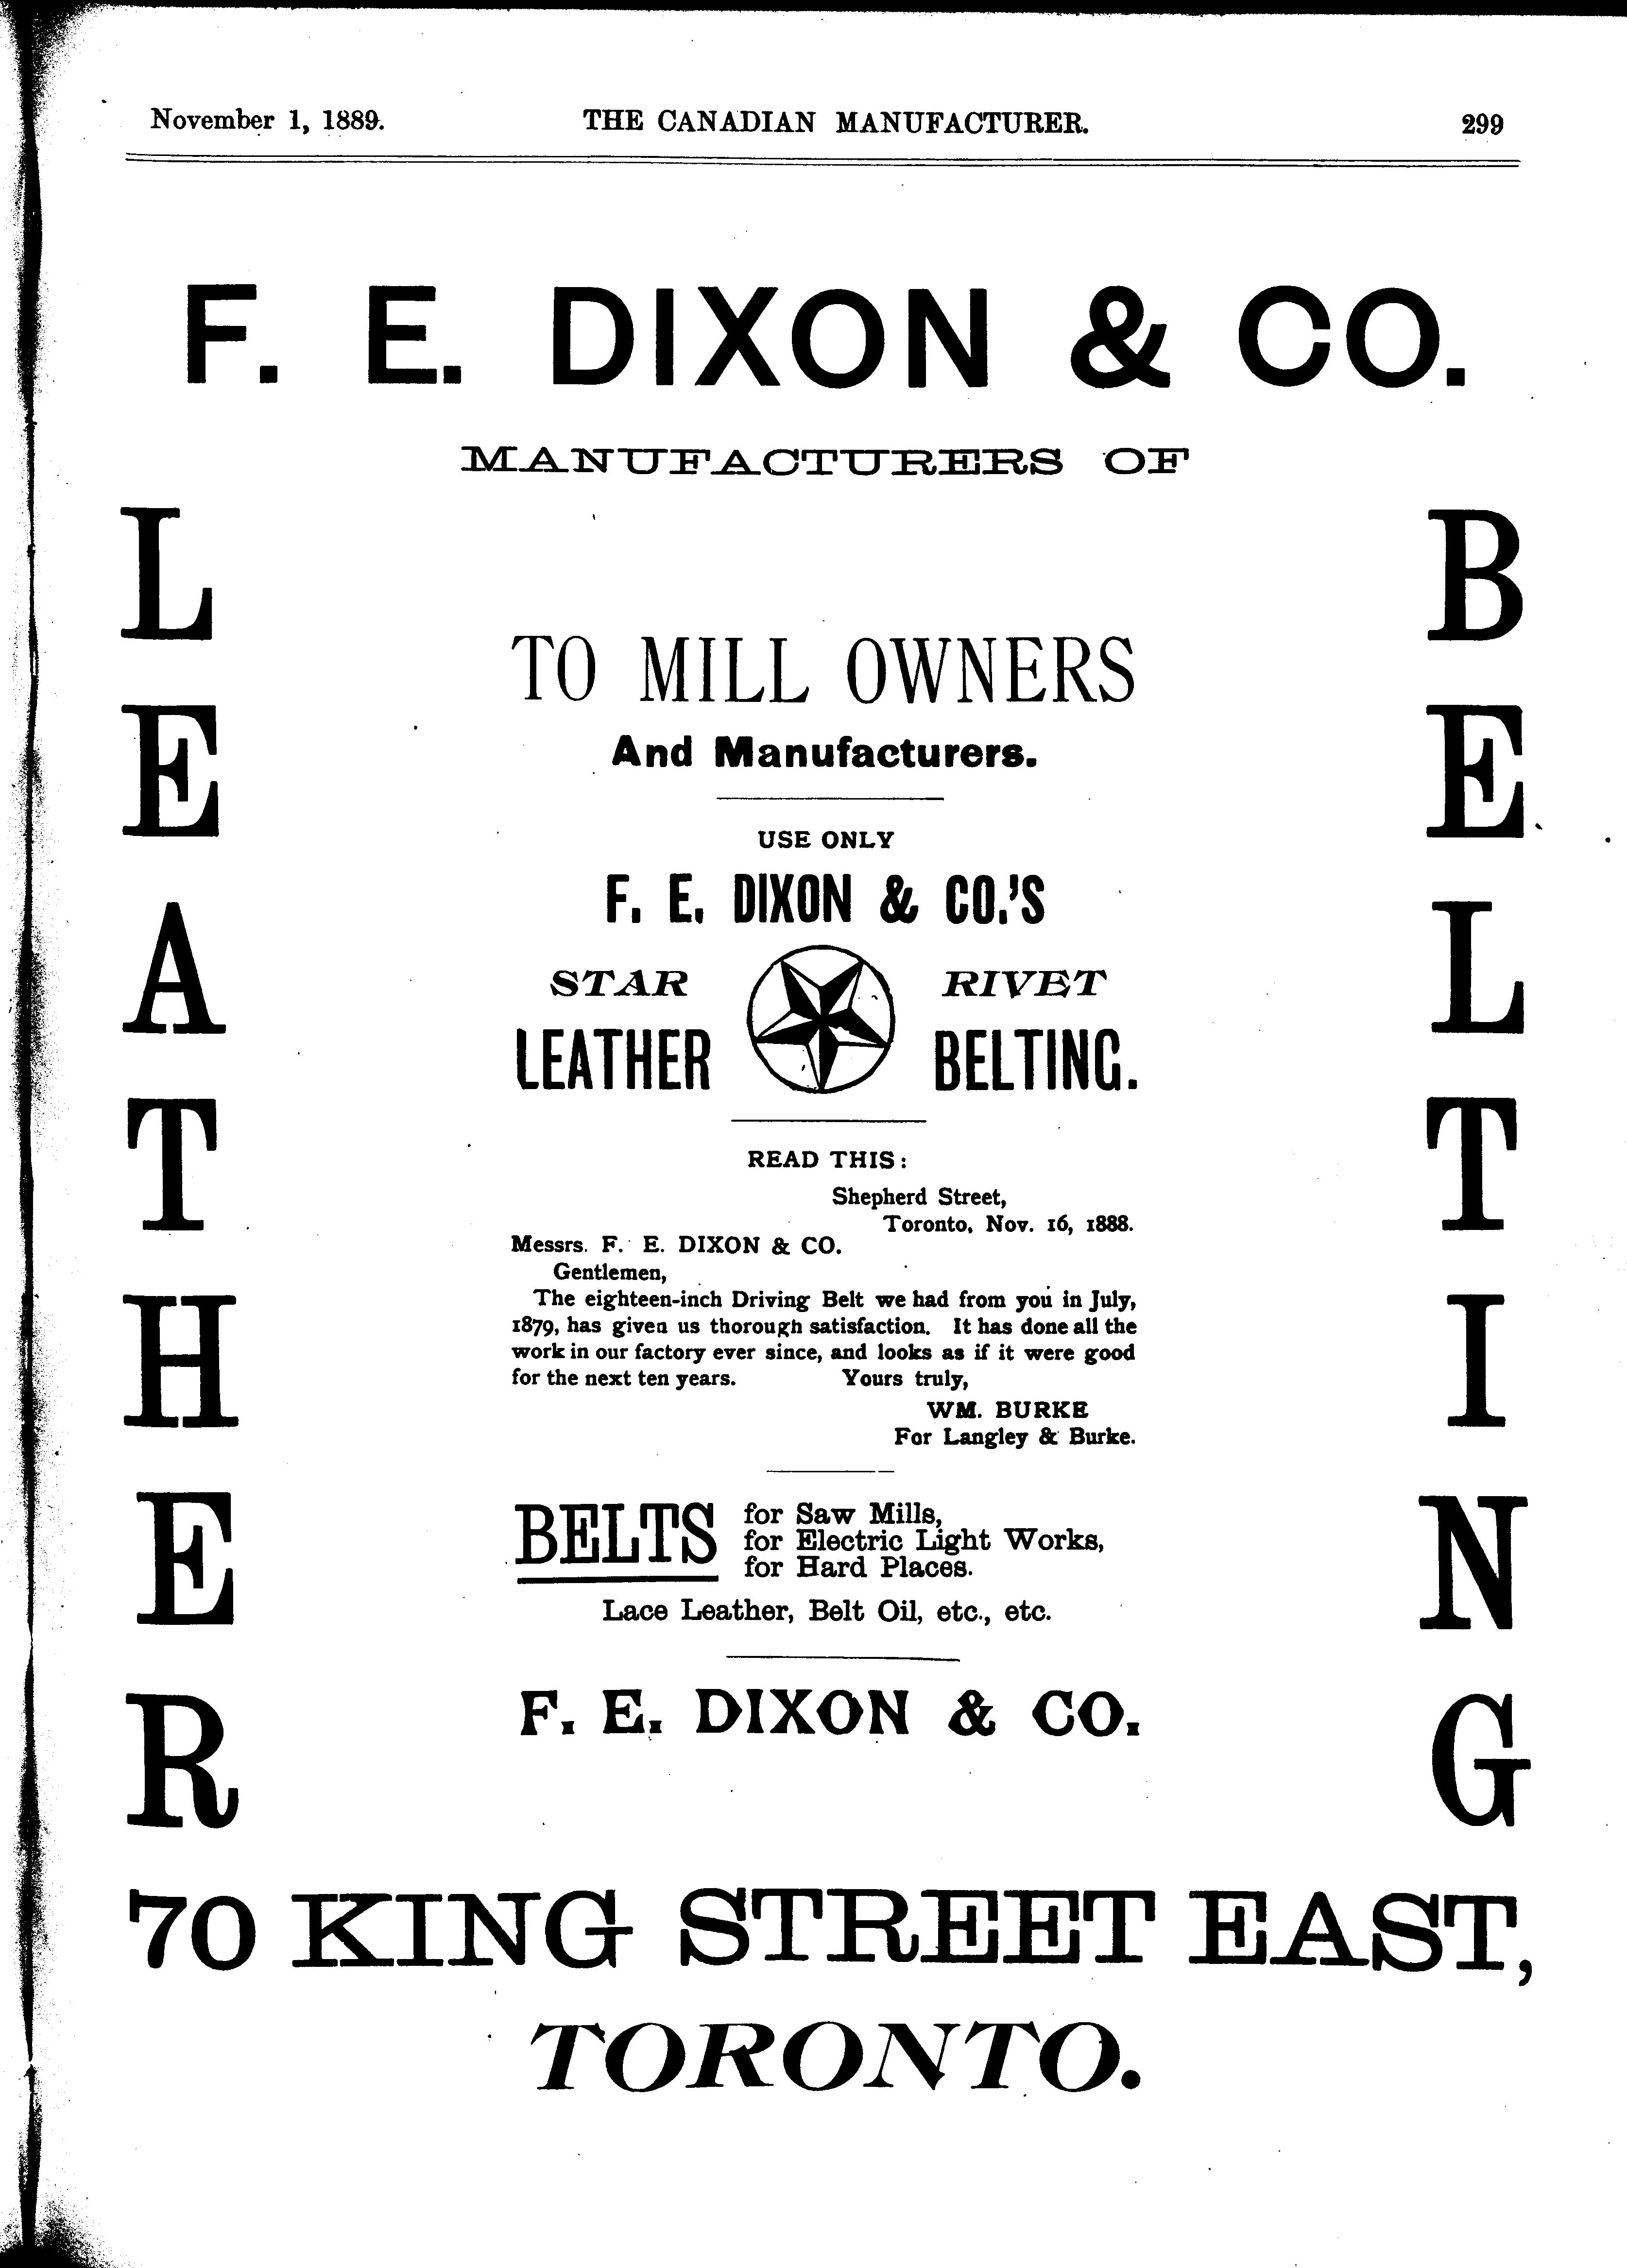 November 1, 1889. THE CANADIAN MANUFACTURER. 299
F. E. DIXON & CO.
MANUFACTURERS OF
LEATHER
BELTING
TO MILL OWNERS
And Manufacturers.
USE ONLY
F. E. DIXON & CO.'S
STAR RIVET
LEATHER BELTING.
READ THIS:
Shepherd Street,
Toronto, Nov. 16, 1888.
Messrs. F. E. DIXON & CO.
Gentlemen,
The eighteen-inch Driving Belt we had from you in July,
1879, has given us thorough satisfaction. It has done all the
work in our factory ever since, and looks as if it were good
for the next ten years. Yours truly,
WM. BURKE
For Langley & Burke.
BELTS for Saw Mills,
for Electric Light Works,
for Hard Places.
Lace Leather, Belt Oil, etc., etc.
F. E. DIXON & CO.
70 KING STREET EAST,
TORONTO.